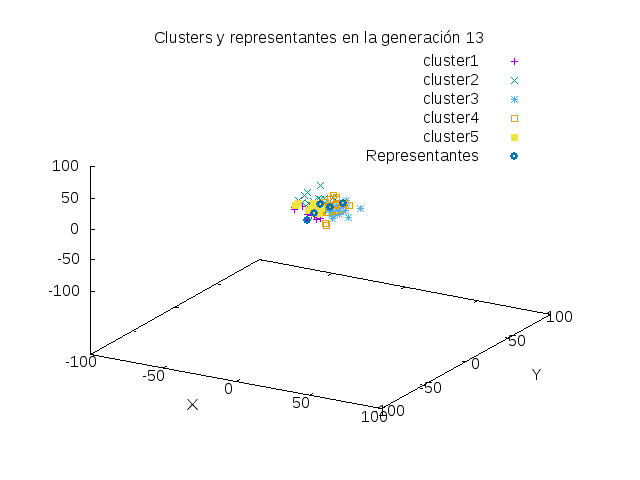 Clusters y representantes en la generación 13
cluster1
cluster2
cluster3
cluster4
cluster5
Representantes
100
50
0
-50
-100
-100
-50
0
50
100
X
-100
-50
0
50
100
Y